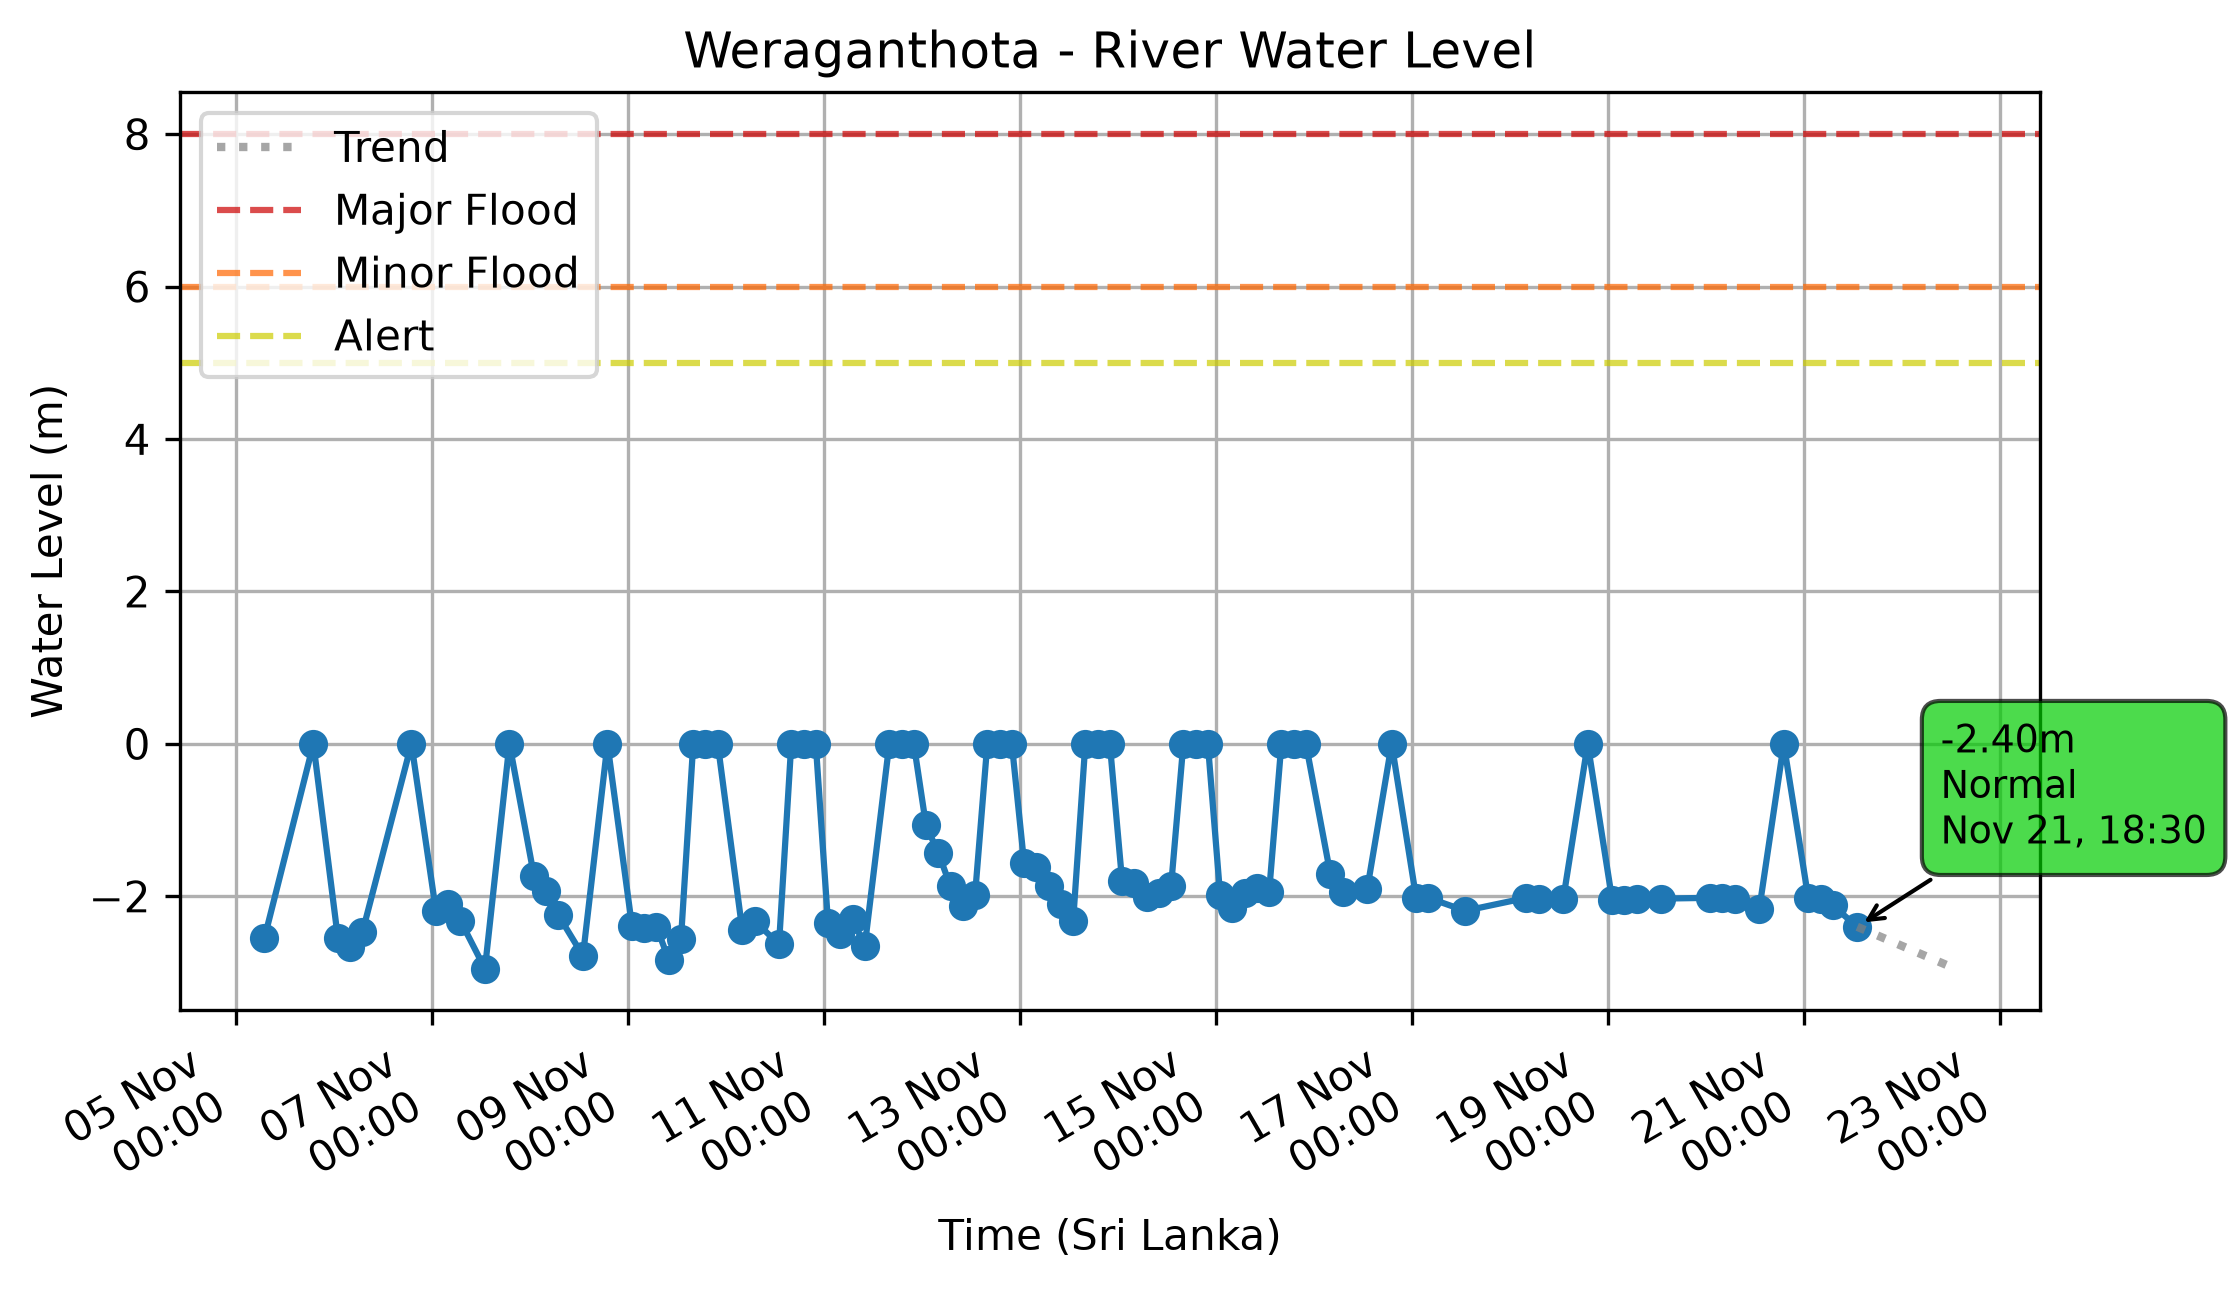 Weraganthota - River Water Level
Trend
Major Flood
Minor Flood
Alert
Water Level (m)
8
6
4
2
0
−2
-2.40m
Normal
Nov 21, 18:30
05 Nov
00:00
07 Nov
00:00
09 Nov
00:00
11 Nov
00:00
13 Nov
00:00
15 Nov
00:00
17 Nov
00:00
19 Nov
00:00
21 Nov
00:00
23 Nov
00:00
Time (Sri Lanka)